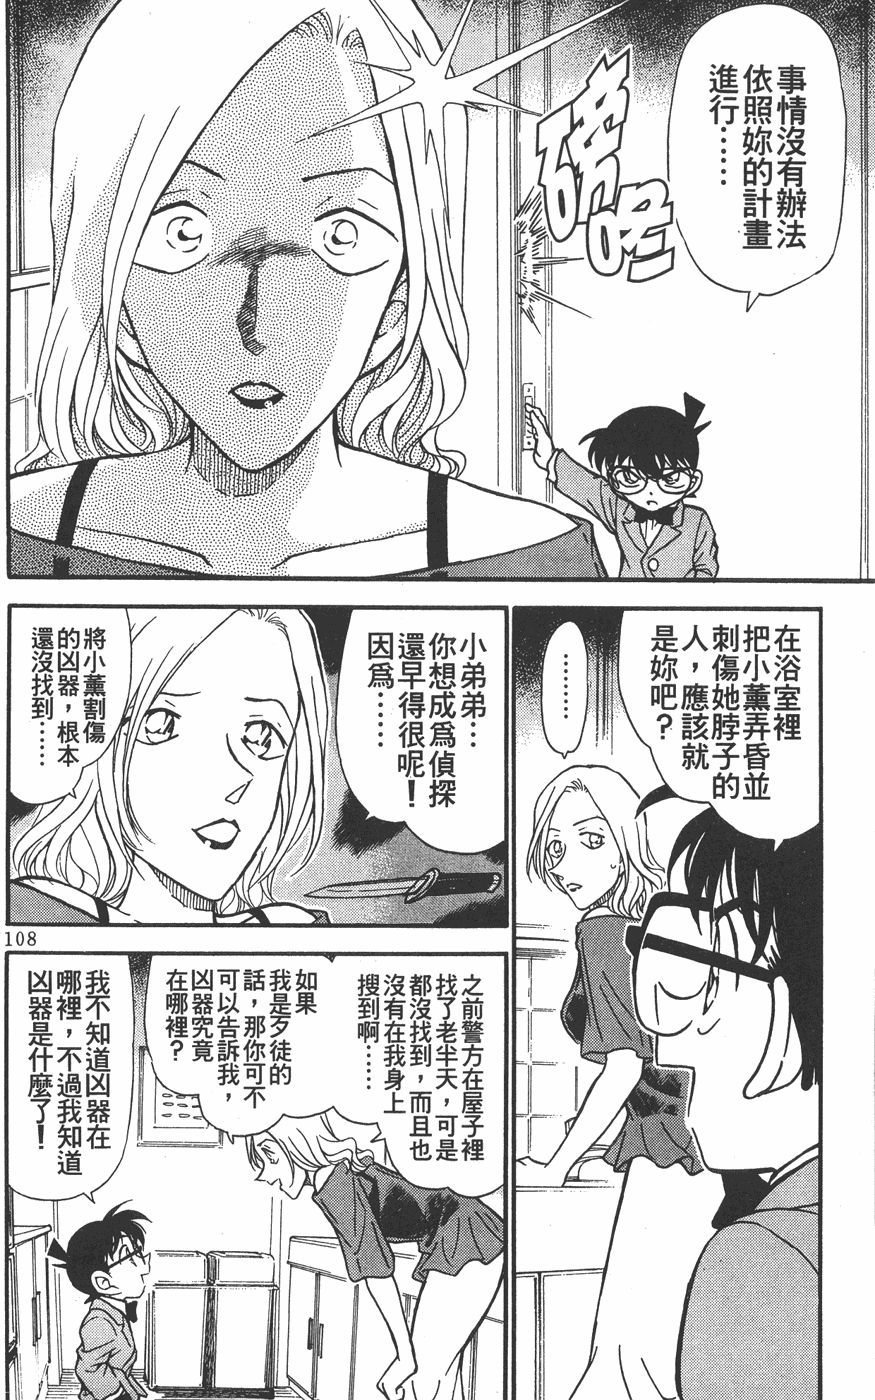 事情沒有辦法
依照妳的計畫
進行……
磅啷
在浴室裡
把小薰弄昏並
刺傷她脖子的
人，應該就
是妳吧？
……
小弟弟…
你想成爲偵探
還早得很呢！
因爲……
將小薰割傷
的凶器，根本
還沒找到……
108
之前警方在屋子裡
找了老半天，可是
都沒找到，而且也
沒有在我身上
搜到啊……
如果
我是歹徒的
話，那你可不
可以告訴我，
凶器究竟
在哪裡？
我不知道凶器在
哪裡，不過我知道
凶器是什麼了！